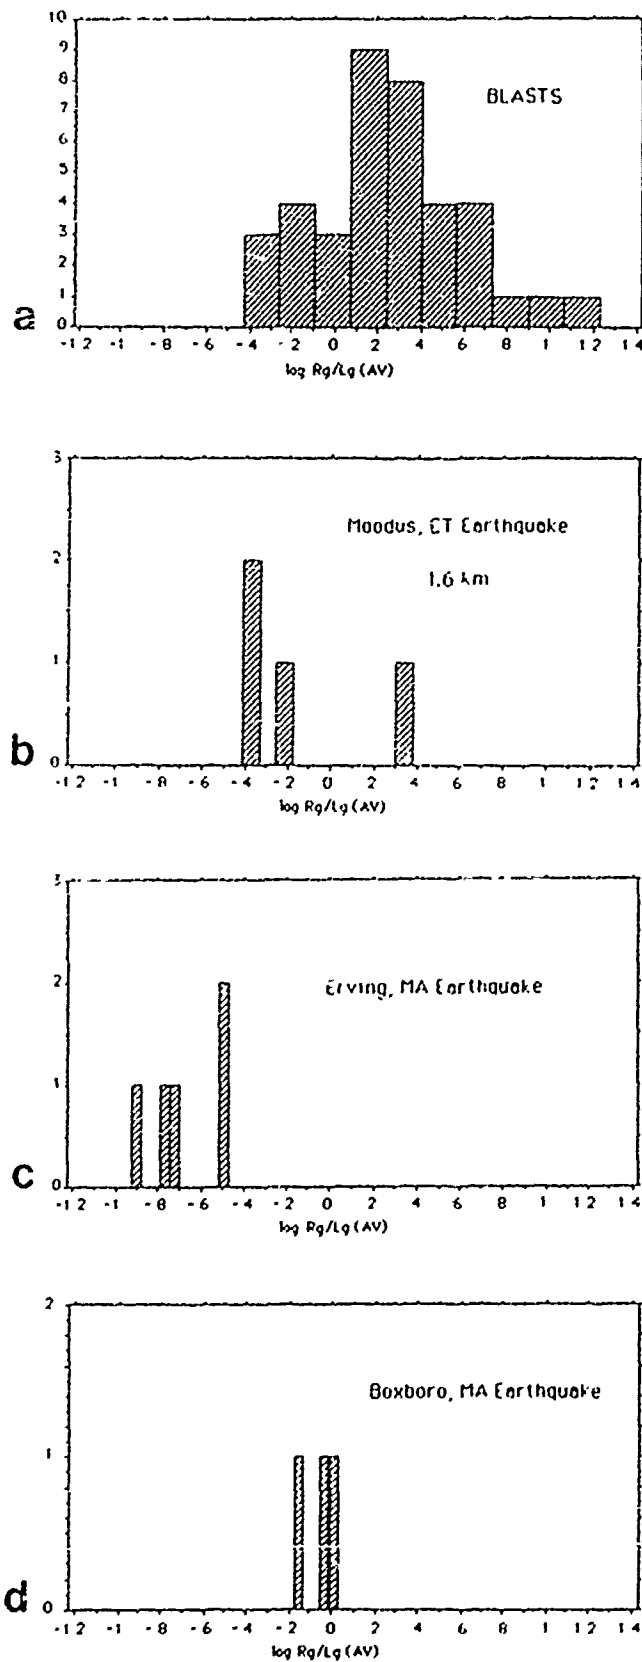 10
9
8
7
6
5
4
3
2
1
0
BLASTS
a
-1 2 -1 -8 -6 -4 -2 0 2 4 6 8 1 1 2 1 4
log Rg/Lg (AV)
3
2
1
0
Moodus, CT Earthquake
1.6 km
b
-1 2 -1 -8 -6 -4 -2 0 2 4 6 8 1 1 2 1 4
log Rg/Lg (AV)
3
2
1
0
Erving, MA Earthquake
c
-1 2 -1 -8 -6 -4 -2 0 2 4 6 8 1 1 2 1 4
log Rg/Lg (AV)
2
1
0
Boxboro, MA Earthquake
d
-1 2 -1 -8 -6 -4 -2 0 2 4 6 8 1 1 2 1 4
log Rg/Lg (AV)